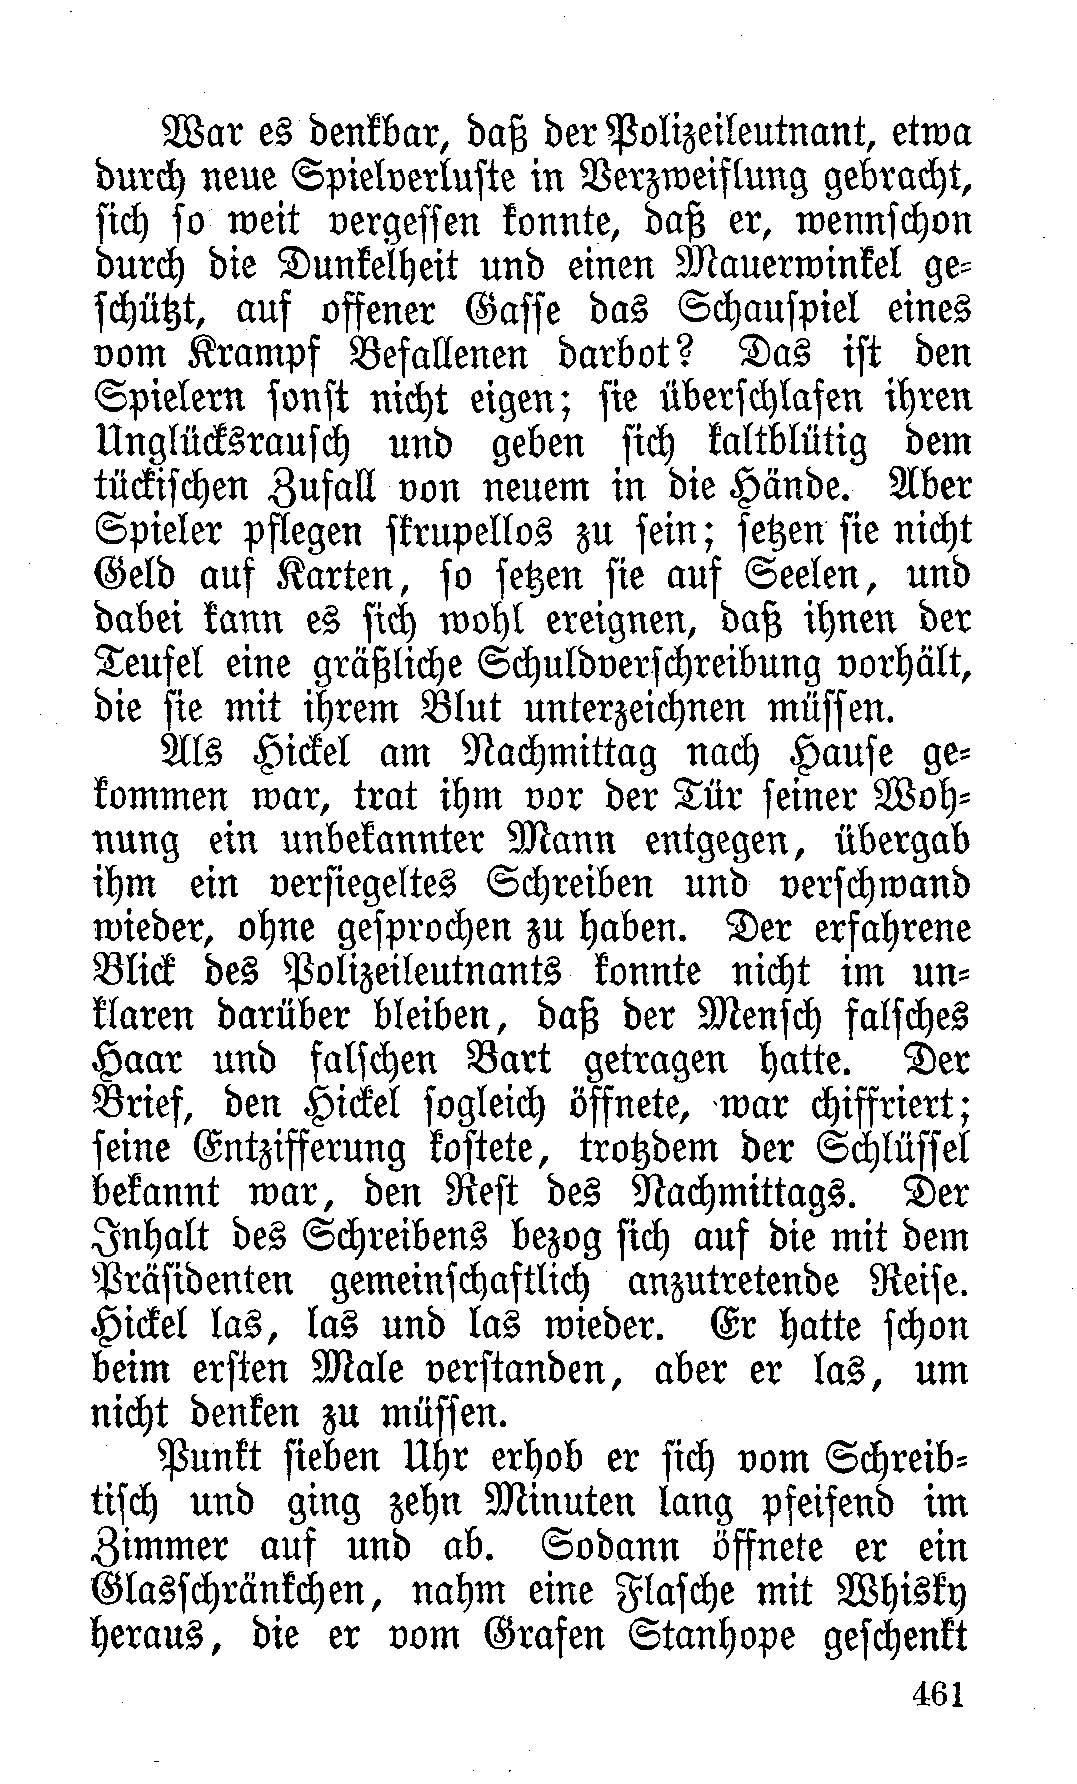 War es denkbar, daß der Polizeileutnant, etwa
durch neue Spielverluste in Verzweiflung gebracht,
sich so weit vergessen konnte, daß er, wennschon
durch die Dunkelheit und einen Mauerwinkel ge-
schützt, auf offener Gasse das Schauspiel eines
vom Krampf Befallenen darbot? Das ist den
Spielern sonst nicht eigen; sie überschlafen ihren
Unglücksrausch und geben sich kaltblütig dem
tückischen Zufall von neuem in die Hände. Aber
Spieler pflegen skrupellos zu sein; setzen sie nicht
Geld auf Karten, so setzen sie auf Seelen, und
dabei kann es sich wohl ereignen, daß ihnen der
Teufel eine gräßliche Schuldverschreibung vorhält,
die sie mit ihrem Blut unterzeichnen müssen.
Als Hickel am Nachmittag nach Hause ge-
kommen war, trat ihm vor der Tür seiner Woh-
nung ein unbekannter Mann entgegen, übergab
ihm ein versiegeltes Schreiben und verschwand
wieder, ohne gesprochen zu haben. Der erfahrene
Blick des Polizeileutnants konnte nicht im un-
klaren darüber bleiben, daß der Mensch falsches
Haar und falschen Bart getragen hatte. Der
Brief, den Hickel sogleich öffnete, war chiffriert;
seine Entzifferung kostete, trotzdem der Schlüssel
bekannt war, den Rest des Nachmittags. Der
Inhalt des Schreibens bezog sich auf die mit dem
Präsidenten gemeinschaftlich anzutretende Reise.
Hickel las, las und las wieder. Er hatte schon
beim ersten Male verstanden, aber er las, um
nicht denken zu müssen.
Punkt sieben Uhr erhob er sich vom Schreib-
tisch und ging zehn Minuten lang pfeifend im
Zimmer auf und ab. Sodann öffnete er ein
Glasschränkchen, nahm eine Flasche mit Whisky
heraus, die er vom Grafen Stanhope geschenkt
461